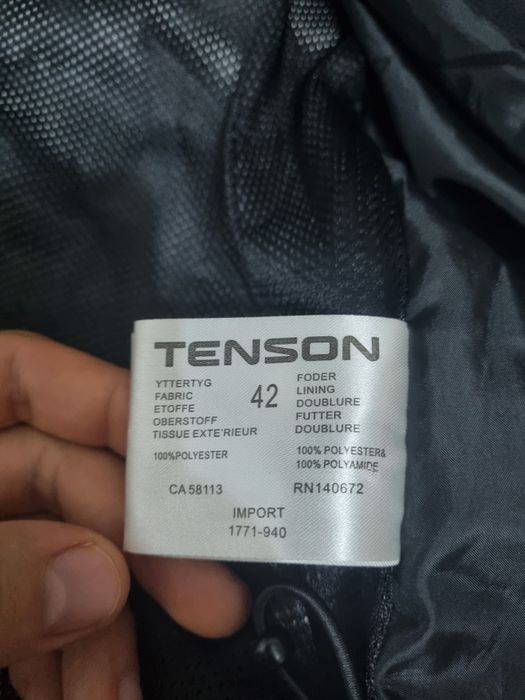 TENSON
YTTERTYG
FABRIC
ETOFFE
OBERSTOFF
TISSUE EXTE'RIEUR
100%POLYESTER
42
FODER
LINING
DOUBLURE
FUTTER
DOUBLURE
100% POLYESTER&
100% POLYAMIDE
CA 58113
RN140672
IMPORT
1771-940